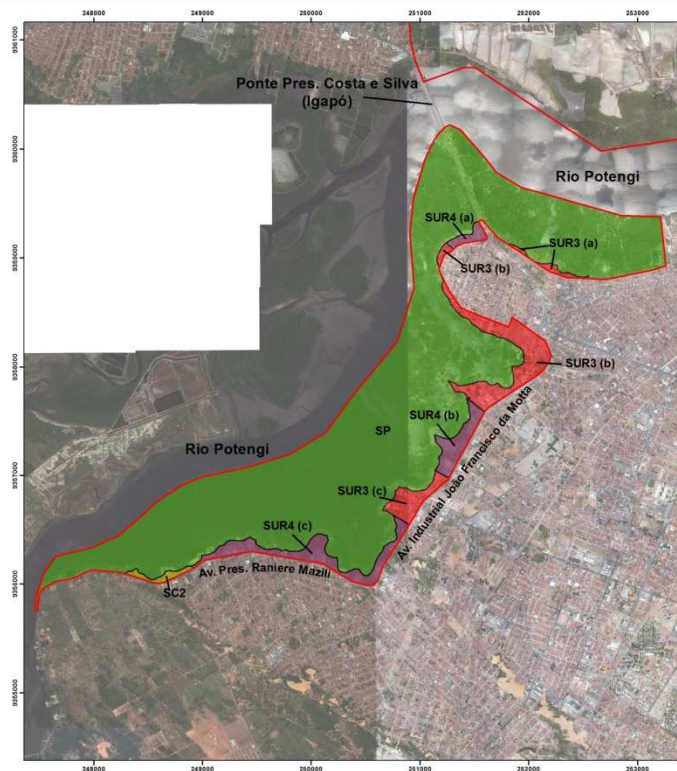 248000 249000 250000 251000 252000 253000
9361000
Ponte Pres. Costa e Silva
(Igapó)
9360000
Rio Potengi
SUR4 (a)
SUR3 (a)
SUR3 (b)
9359000
9358000
SUR3 (b)
SUR4 (b)
SP
Rio Potengi
9357000
SUR3 (c)
Av. Industrial João Francisco da Motta
SUR4 (c)
Av. Pres. Raniere Mazili
SC2
9356000
9355000
248000 249000 250000 251000 252000 253000